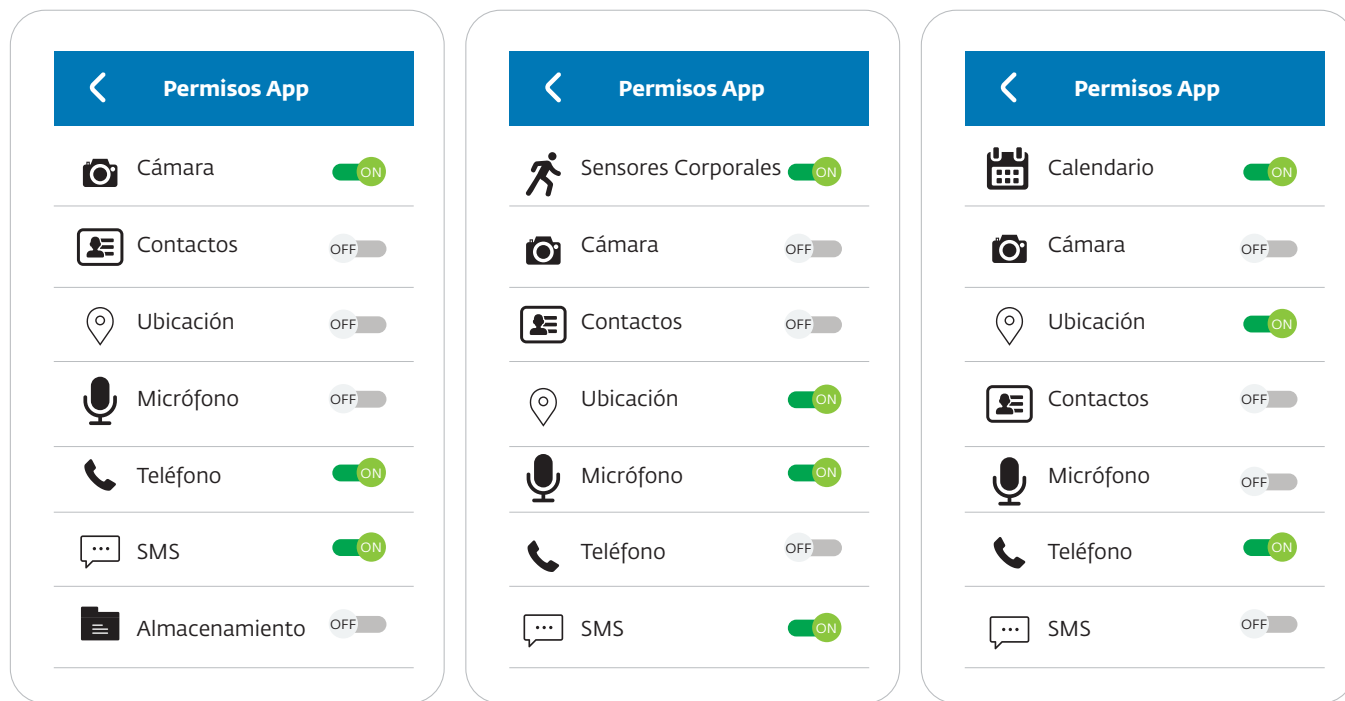 Permisos App
Cámara ON
Contactos OFF
Ubicación OFF
Micrófono OFF
Teléfono ON
SMS ON
Almacenamiento OFF
Permisos App
Sensores Corporales ON
Cámara OFF
Contactos OFF
Ubicación ON
Micrófono ON
Teléfono OFF
SMS ON
Permisos App
Calendario ON
Cámara OFF
Ubicación ON
Contactos OFF
Micrófono OFF
Teléfono ON
SMS OFF